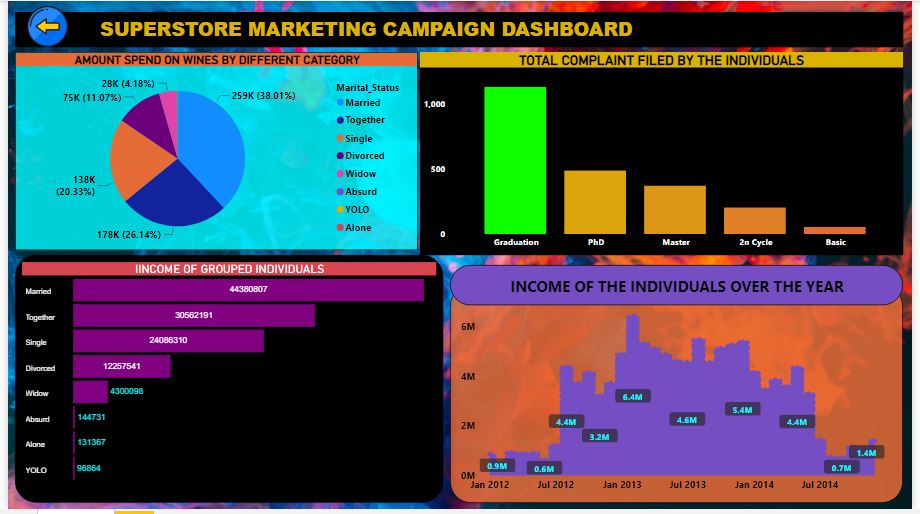 SUPERSTORE MARKETING CAMPAIGN DASHBOARD
AMOUNT SPEND ON WINES BY DIFFERENT CATEGORY
28K (4.18%)
75K (11.07%)
259K (38.01%)
138K
(20.33%)
178K (26.14%)
Marital_Status
Married
Together
Single
Divorced
Widow
Absurd
YOLO
Alone
TOTAL COMPLAINT FILED BY THE INDIVIDUALS
1,000
500
0
Graduation PhD Master 2n Cycle Basic
IINCOME OF GROUPED INDIVIDUALS
Married 44380807
Together 30562191
Single 24086310
Divorced 12257541
Widow 4300098
Absurd 144731
Alone 131367
YOLO 96864
INCOME OF THE INDIVIDUALS OVER THE YEAR
6M
4M
2M
0M
6.4M
4.4M
3.2M
4.6M
5.4M
4.4M
0.9M
0.6M
0.7M
1.4M
Jan 2012 Jul 2012 Jan 2013 Jul 2013 Jan 2014 Jul 2014